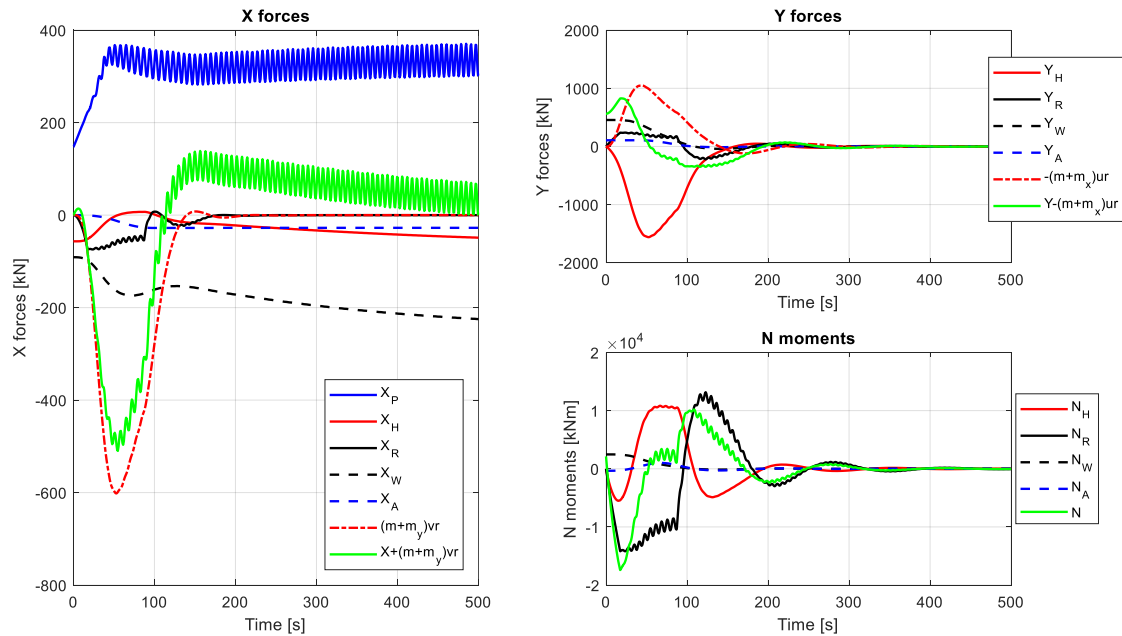 X forces
400
200
0
-200
-400
-600
-800
X forces [kN]
0 100 200 300 400 500
Time [s]
X_P
X_H
X_R
X_W
X_A
(m+m_y)vr
X+(m+m_y)vr
Y forces
2000
1000
0
-1000
-2000
Y forces [kN]
0 100 200 300 400 500
Time [s]
Y_H
Y_R
Y_W
Y_A
-(m+m_x)ur
Y-(m+m_x)ur
N moments
×10^4
2
1
0
-1
-2
N moments [kNm]
0 100 200 300 400 500
Time [s]
N_H
N_R
N_W
N_A
N